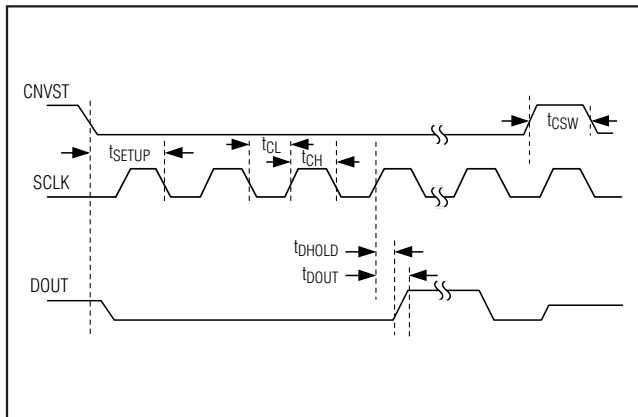 CNVST
tCSW
tSETUP
tCL
tCH
SCLK
tDHOLD
tDOUT
DOUT